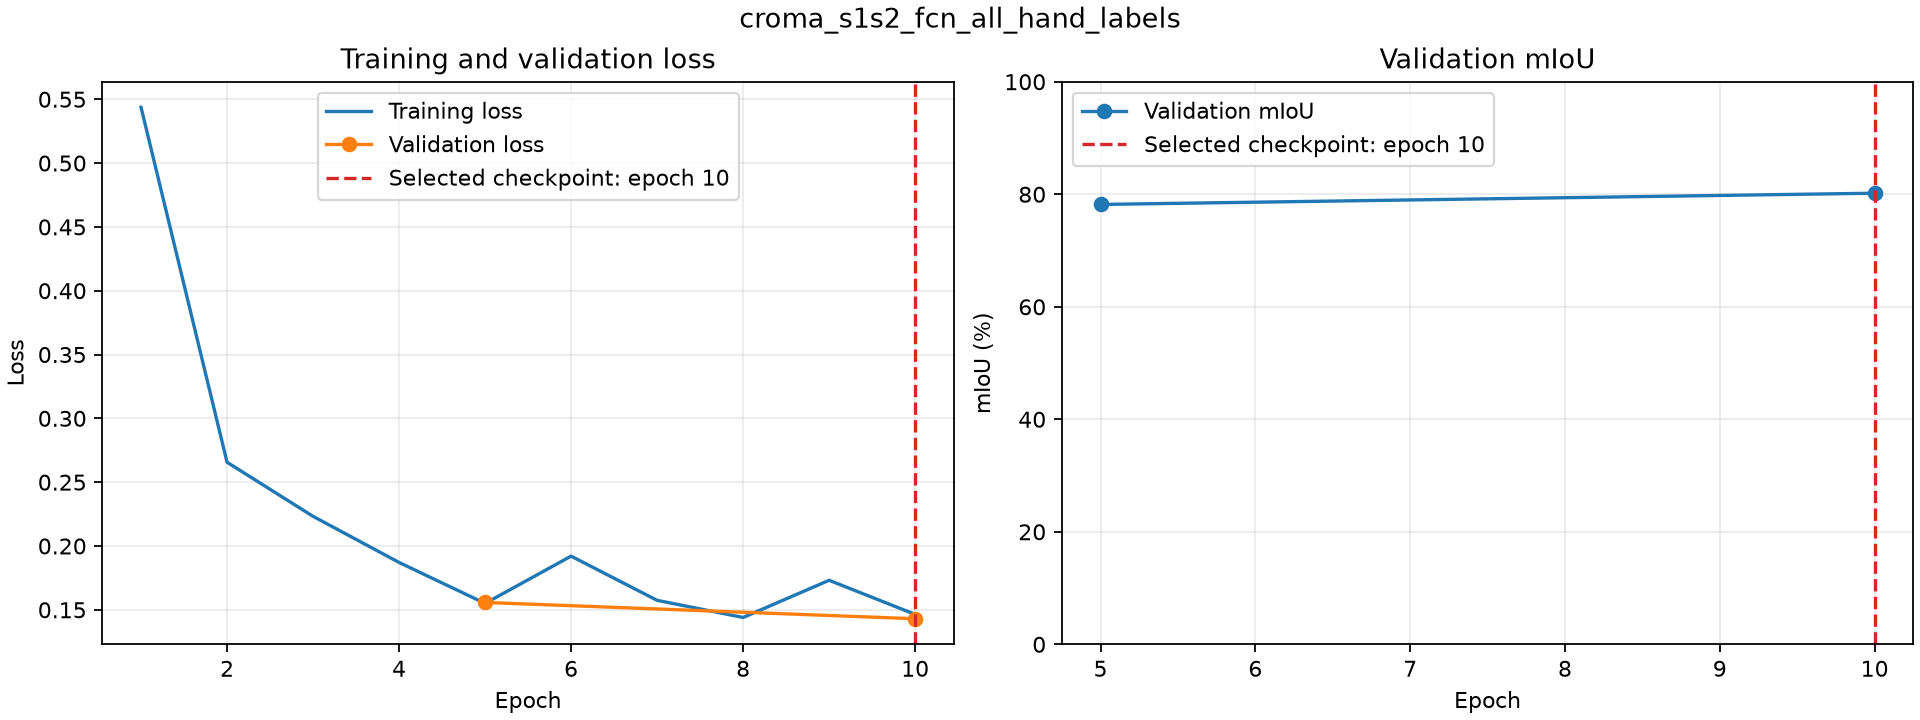 croma_s1s2_fcn_all_hand_labels
Training and validation loss
Training loss
Validation loss
Selected checkpoint: epoch 10
0.55
0.50
0.45
0.40
0.35
0.30
0.25
0.20
0.15
Loss
2
4
6
8
10
Epoch
Validation mIoU
Validation mIoU
Selected checkpoint: epoch 10
100
80
60
40
20
0
mIoU (%)
5
6
7
8
9
10
Epoch